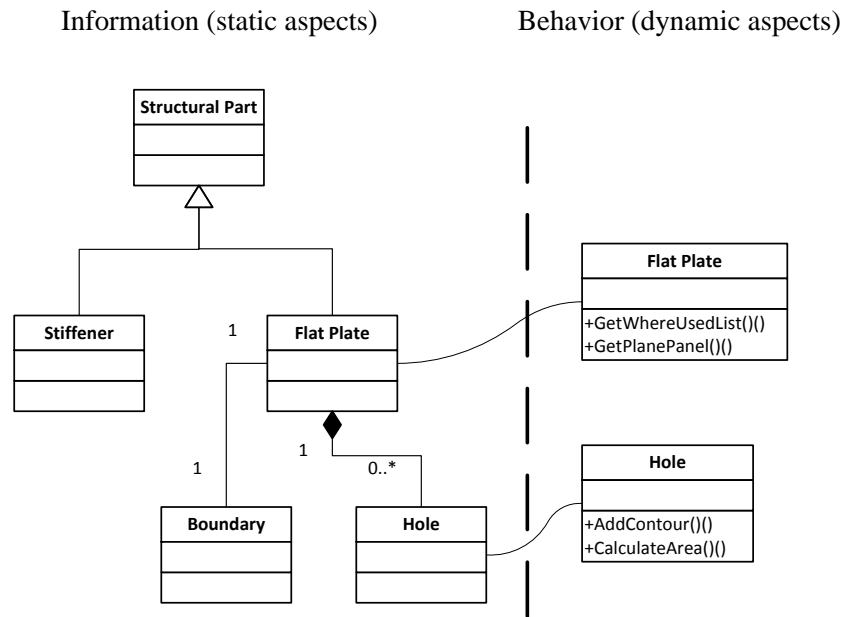 Information (static aspects)
Behavior (dynamic aspects)
Structural Part
Flat Plate
+GetWhereUsedList()()
+GetPlanePanel()()
Stiffener
1
Flat Plate
1
1
0..*
Boundary
Hole
Hole
+AddContour()()
+CalculateArea()()